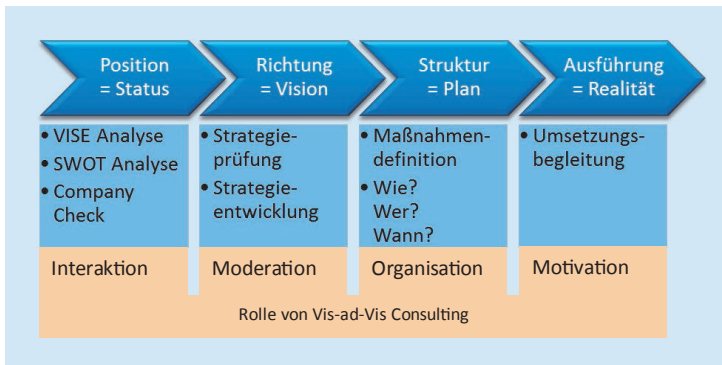 Position
= Status
Richtung
= Vision
Struktur
= Plan
Ausführung
= Realität
• VISE Analyse
• SWOT Analyse
• Company
Check
• Strategie-
prüfung
• Strategie-
entwicklung
• Maßnahmen-
definition
• Wie?
Wer?
Wann?
• Umsetzungs-
begleitung
Interaktion
Moderation
Organisation
Motivation
Rolle von Vis-ad-Vis Consulting